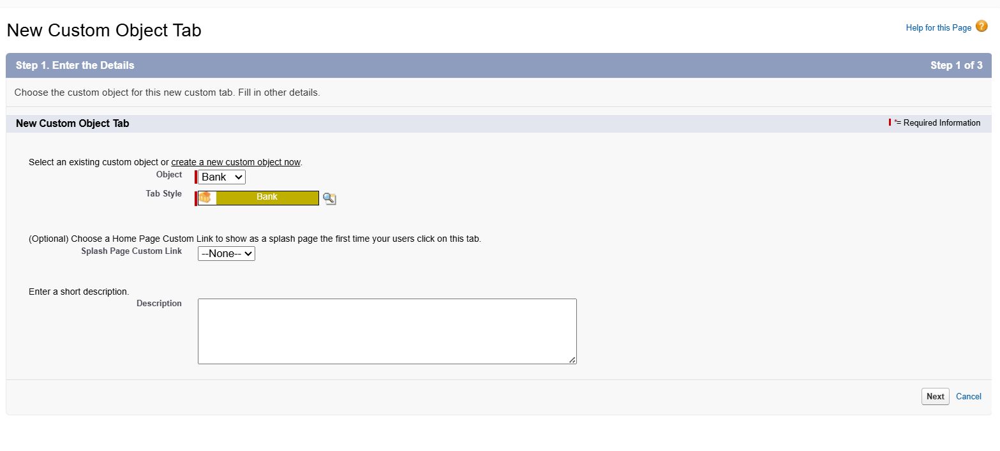 New Custom Object Tab
Help for this Page ?
Step 1. Enter the Details
Step 1 of 3
Choose the custom object for this new custom tab. Fill in other details.
New Custom Object Tab
*= Required Information
Select an existing custom object or create a new custom object now.
Object
Bank
Tab Style
Bank
(Optional) Choose a Home Page Custom Link to show as a splash page the first time your users click on this tab.
Splash Page Custom Link
--None--
Enter a short description.
Description
Next
Cancel